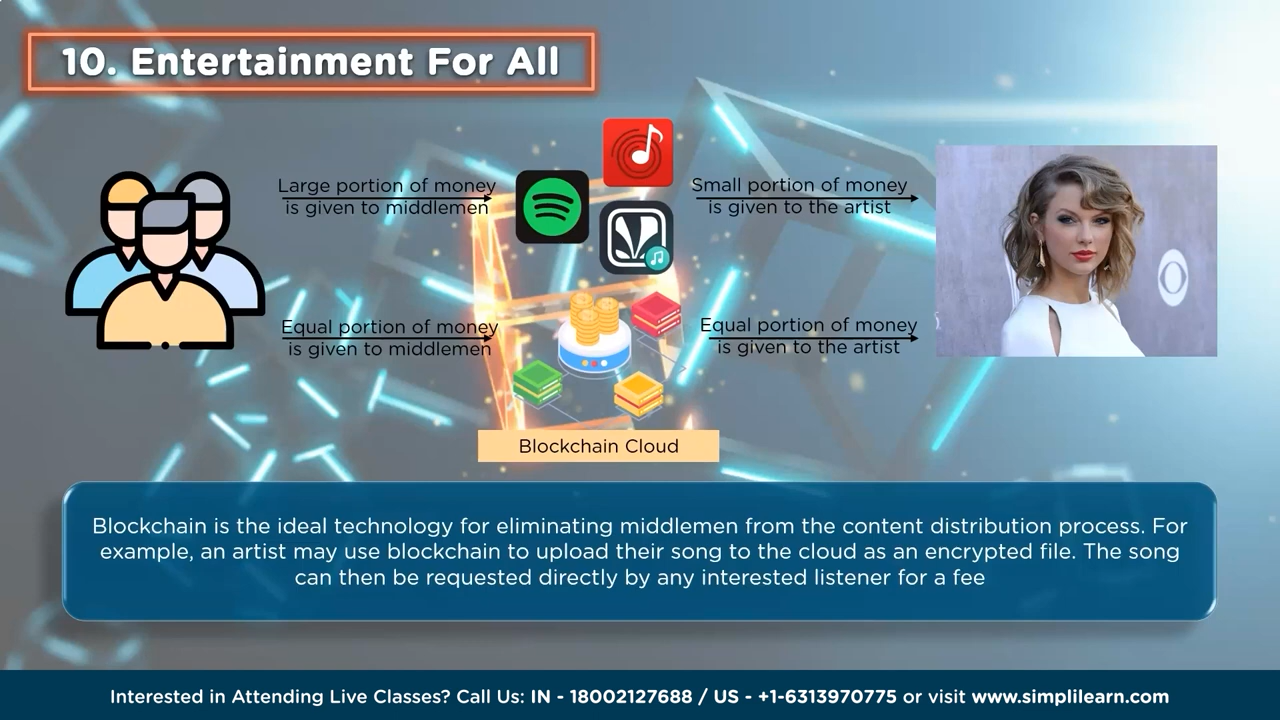 10. Entertainment For All
Large portion of money
is given to middlemen
Small portion of money
is given to the artist
Equal portion of money
is given to middlemen
Equal portion of money
is given to the artist
Blockchain Cloud
Blockchain is the ideal technology for eliminating middlemen from the content distribution process. For
example, an artist may use blockchain to upload their song to the cloud as an encrypted file. The song
can then be requested directly by any interested listener for a fee
Interested in Attending Live Classes? Call Us: IN - 18002127688 / US - +1-6313970775 or visit www.simplilearn.com